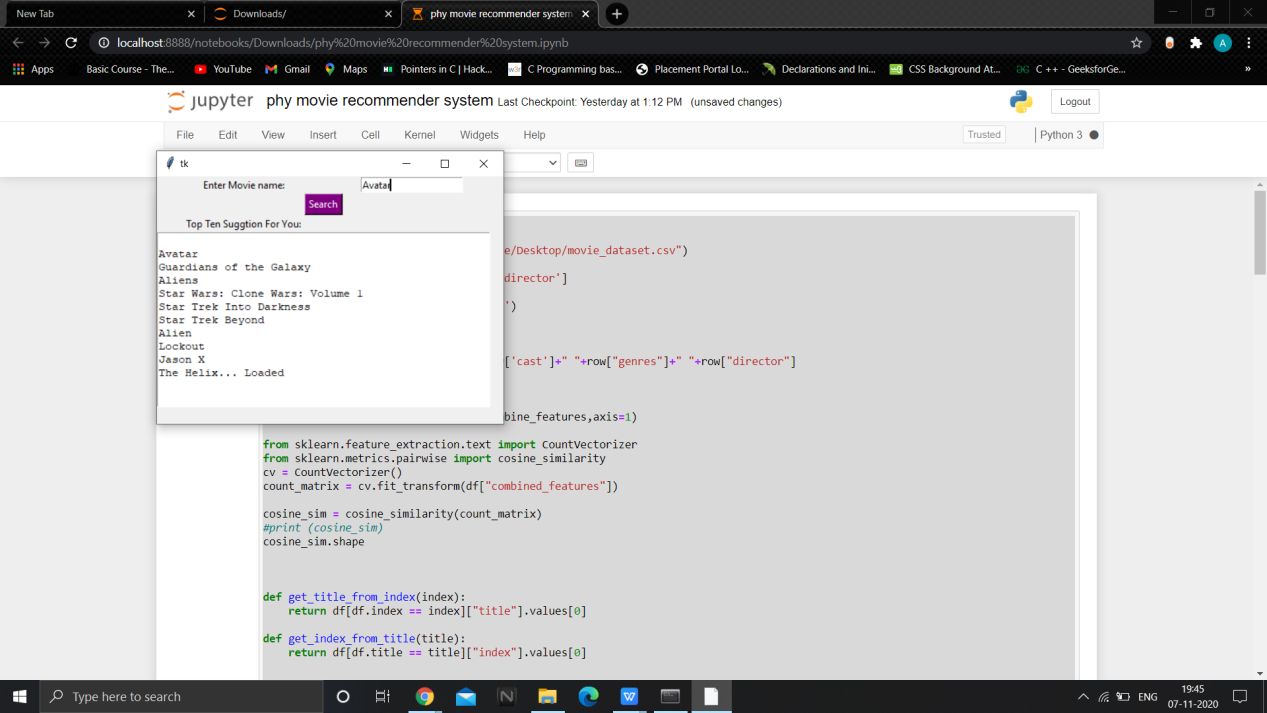 New Tab
Downloads/
phy movie recommender system
localhost:8888/notebooks/Downloads/phy%20movie%20recommender%20system.ipynb
A
Apps
Basic Course - The...
YouTube
Gmail
Maps
Pointers in C | Hack...
C Programming bas...
Placement Portal Lo...
Declarations and Ini...
CSS Background At...
C ++ - GeeksforGe...
»
jupyter phy movie recommender system Last Checkpoint: Yesterday at 1:12 PM (unsaved changes)
Logout
File Edit View Insert Cell Kernel Widgets Help
Trusted
Python 3
tk
Enter Movie name:
Avatar
Search
Top Ten Suggtion For You:
Avatar
Guardians of the Galaxy
Aliens
Star Wars: Clone Wars: Volume 1
Star Trek Into Darkness
Star Trek Beyond
Alien
Lockout
Jason X
The Helix... Loaded
e/Desktop/movie_dataset.csv")
director']
')
['cast']+" "+row["genres"]+" "+row["director"]
bine_features,axis=1)
from sklearn.feature_extraction.text import CountVectorizer
from sklearn.metrics.pairwise import cosine_similarity
cv = CountVectorizer()
count_matrix = cv.fit_transform(df["combined_features"])
cosine_sim = cosine_similarity(count_matrix)
#print (cosine_sim)
cosine_sim.shape
def get_title_from_index(index):
return df[df.index == index]["title"].values[0]
def get_index_from_title(title):
return df[df.title == title]["index"].values[0]
Type here to search
ENG
19:45
07-11-2020